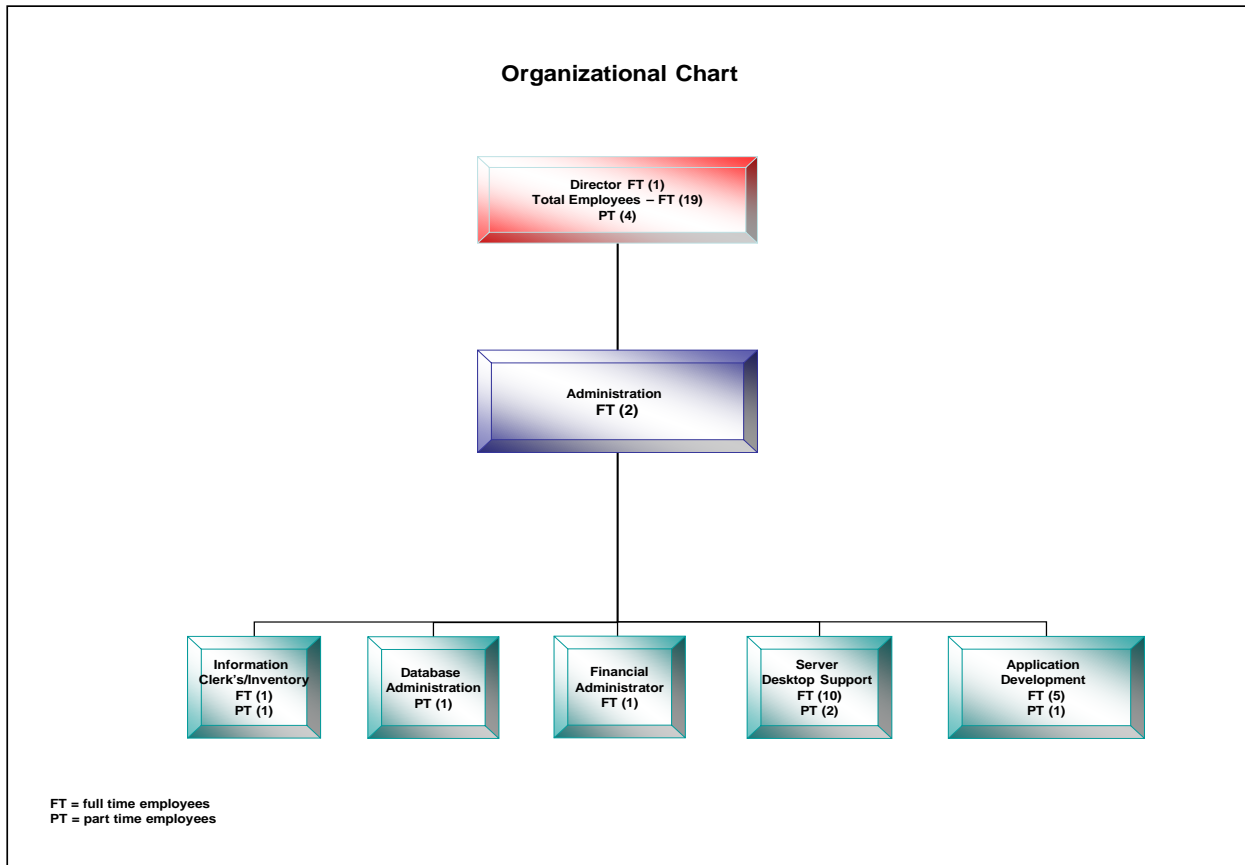 Organizational Chart
Director FT (1)
Total Employees – FT (19)
PT (4)
Administration
FT (2)
Information
Clerk's/Inventory
FT (1)
PT (1)
Database
Administration
PT (1)
Financial
Administrator
FT (1)
Server
Desktop Support
FT (10)
PT (2)
Application
Development
FT (5)
PT (1)
FT = full time employees
PT = part time employees